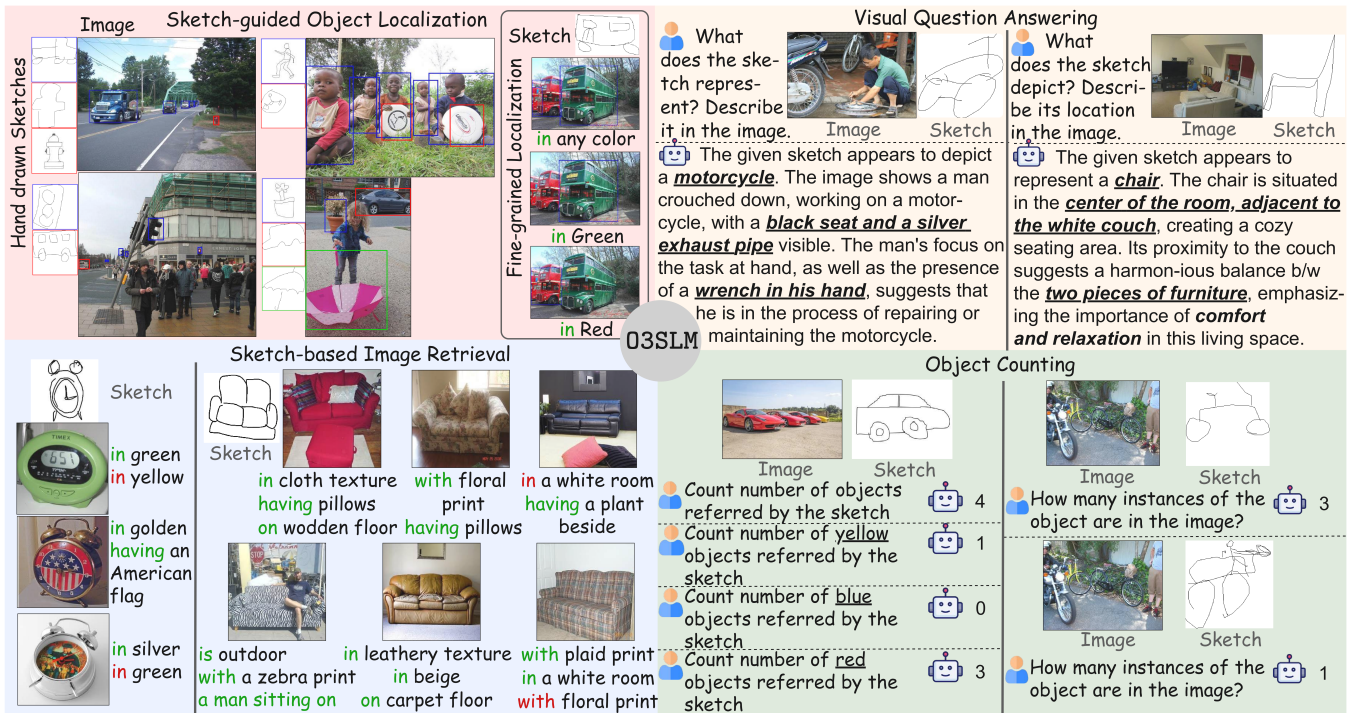 Sketch-guided Object Localization
Image
Hand drawn Sketches
Sketch
Fine-grained Localization
in any color
in Green
in Red
Visual Question Answering
What
does the ske-
tch repres-
ent? Describe
it in the image.
Image
Sketch
The given sketch appears to depict
a motorcycle. The image shows a man
crouched down, working on a motor-
cycle, with a black seat and a silver
exhaust pipe visible. The man's focus on
the task at hand, as well as the presence
of a wrench in his hand, suggests that
he is in the process of repairing or
maintaining the motorcycle.
What
does the sketch
depict? Descri-
be its location
in the image.
Image
Sketch
The given sketch appears to
represent a chair. The chair is situated
in the center of the room, adjacent to
the white couch, creating a cozy
seating area. Its proximity to the couch
suggests a harmon-ious balance b/w
the two pieces of furniture, emphasiz-
ing the importance of comfort
and relaxation in this living space.
O3SLM
Sketch-based Image Retrieval
Sketch
TIMEX
6:51
in green
in yellow
in golden
having an
American
flag
in silver
in green
Sketch
in cloth texture
having pillows
on wodden floor
with floral
print
having pillows
in a white room
having a plant
beside
STOP
is outdoor
with a zebra print
a man sitting on
in leathery texture
in beige
on carpet floor
with plaid print
in a white room
with floral print
Object Counting
Image
Sketch
Count number of objects
referred by the sketch
4
Count number of yellow
objects referred by the
sketch
1
Count number of blue
objects referred by the
sketch
0
Count number of red
objects referred by the
sketch
3
Image
Sketch
How many instances of the
object are in the image?
3
Image
Sketch
How many instances of the
object are in the image?
1